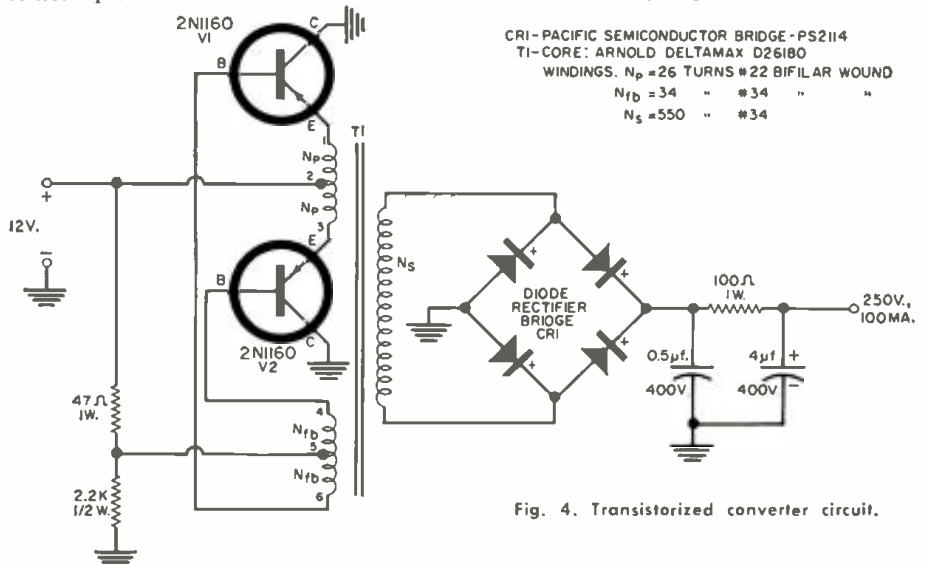 2N1160
V1
C
B
E
CR1-PACIFIC SEMICONDUCTOR BRIDGE-PS2114
T1-CORE: ARNOLD DELTAMAX D26180
WINDINGS. Np =26 TURNS #22 BIFILAR WOUND
Nfb =34 " #34 " "
Ns =550 " #34
T1
1
Np
2
Np
3
+
12V.
-
E
B
C
2N1160
V2
Ns
DIODE
RECTIFIER
BRIDGE
CR1
+
+
+
+
100Ω
1W.
250V.,
100MA.
0.5µf.
400V.
4µf
400V.
+
-
47Ω
1W.
4
Nfb
5
Nfb
6
2.2K
1/2 W.
Fig. 4. Transistorized converter circuit.